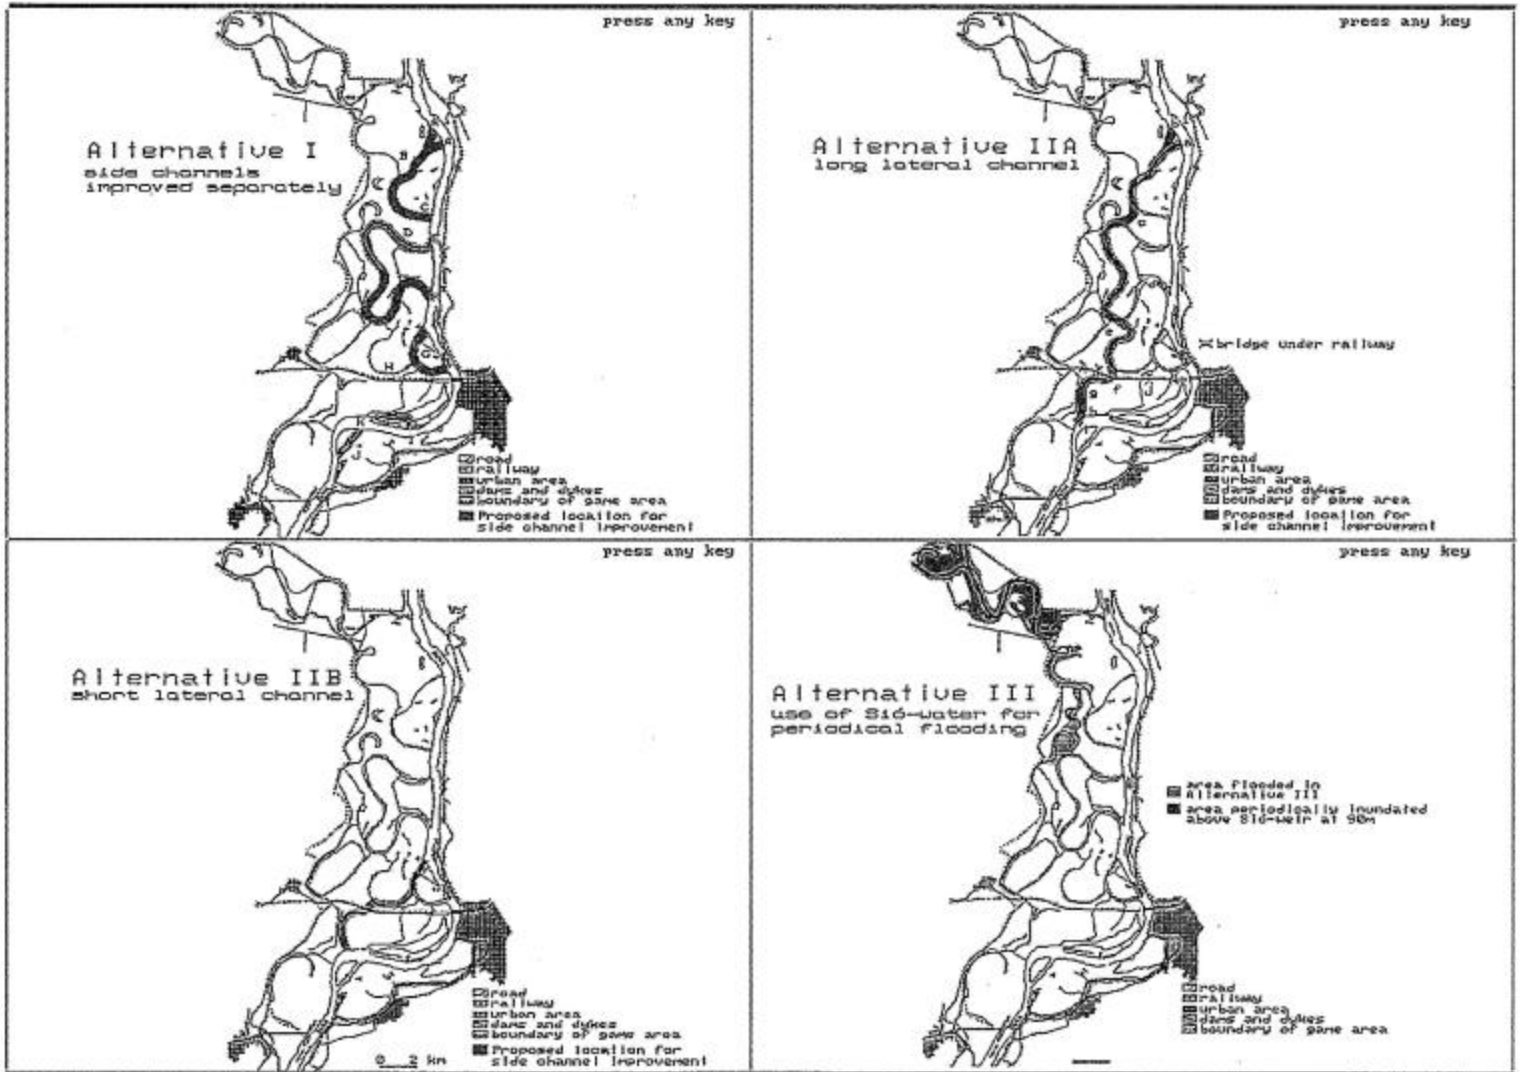 press any key
Alternative I
side channels
improved separately
B
C
D
G
H
K
J
road
railway
urban area
dams and dykes
boundary of game area
Proposed location for
side channel improvement
press any key
Alternative IIA
long lateral channel
bridge under railway
road
railway
urban area
dams and dykes
boundary of game area
Proposed location for
side channel improvement
press any key
Alternative IIB
short lateral channel
road
railway
urban area
dams and dykes
boundary of game area
Proposed location for
side channel improvement
0 2 km
press any key
Alternative III
use of Sió-water for
periodical flooding
area flooded in
Alternative III
area periodically inundated
above Sió-weir at 90m
road
railway
urban area
dams and dykes
boundary of game area